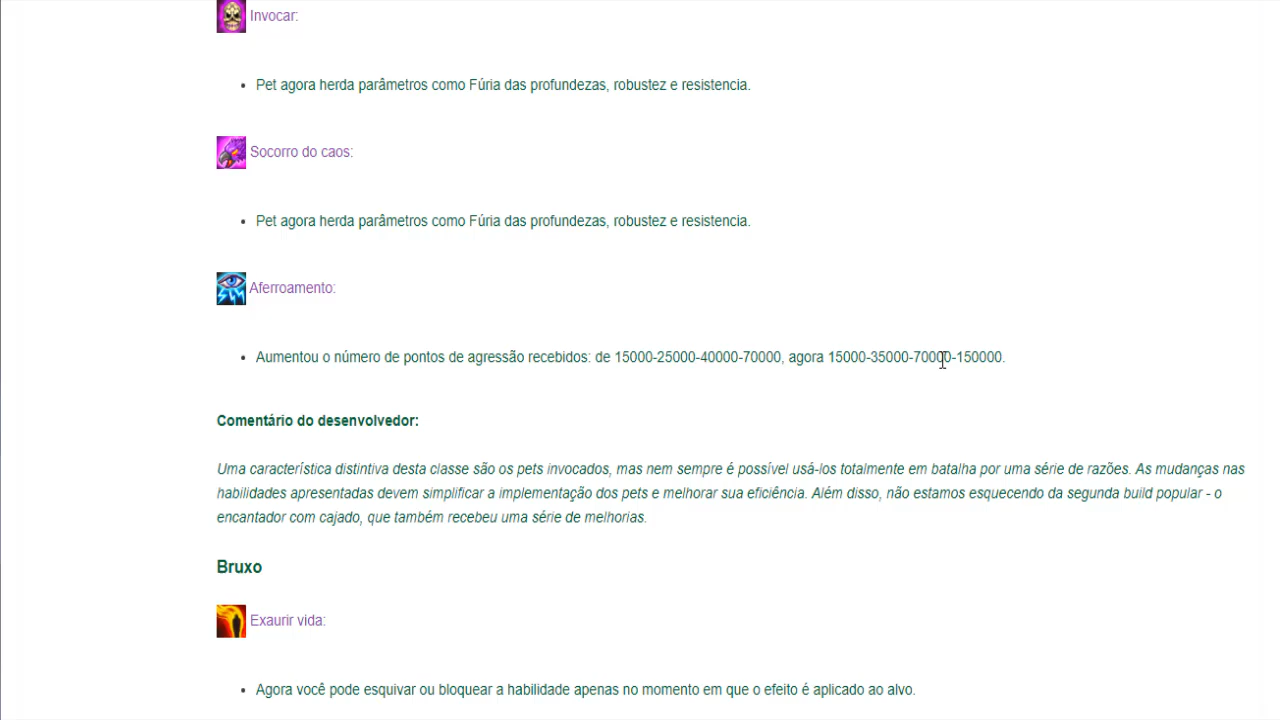 Invocar:
Pet agora herda parâmetros como Fúria das profundezas, robustez e resistencia.
Socorro do caos:
Pet agora herda parâmetros como Fúria das profundezas, robustez e resistencia.
Aferroamento:
Aumentou o número de pontos de agressão recebidos: de 15000-25000-40000-70000, agora 15000-35000-70000-150000.
Comentário do desenvolvedor:
Uma característica distintiva desta classe são os pets invocados, mas nem sempre é possível usá-los totalmente em batalha por uma série de razões. As mudanças nas
habilidades apresentadas devem simplificar a implementação dos pets e melhorar sua eficiência. Além disso, não estamos esquecendo da segunda build popular - o
encantador com cajado, que também recebeu uma série de melhorias.
Bruxo
Exaurir vida:
Agora você pode esquivar ou bloquear a habilidade apenas no momento em que o efeito é aplicado ao alvo.